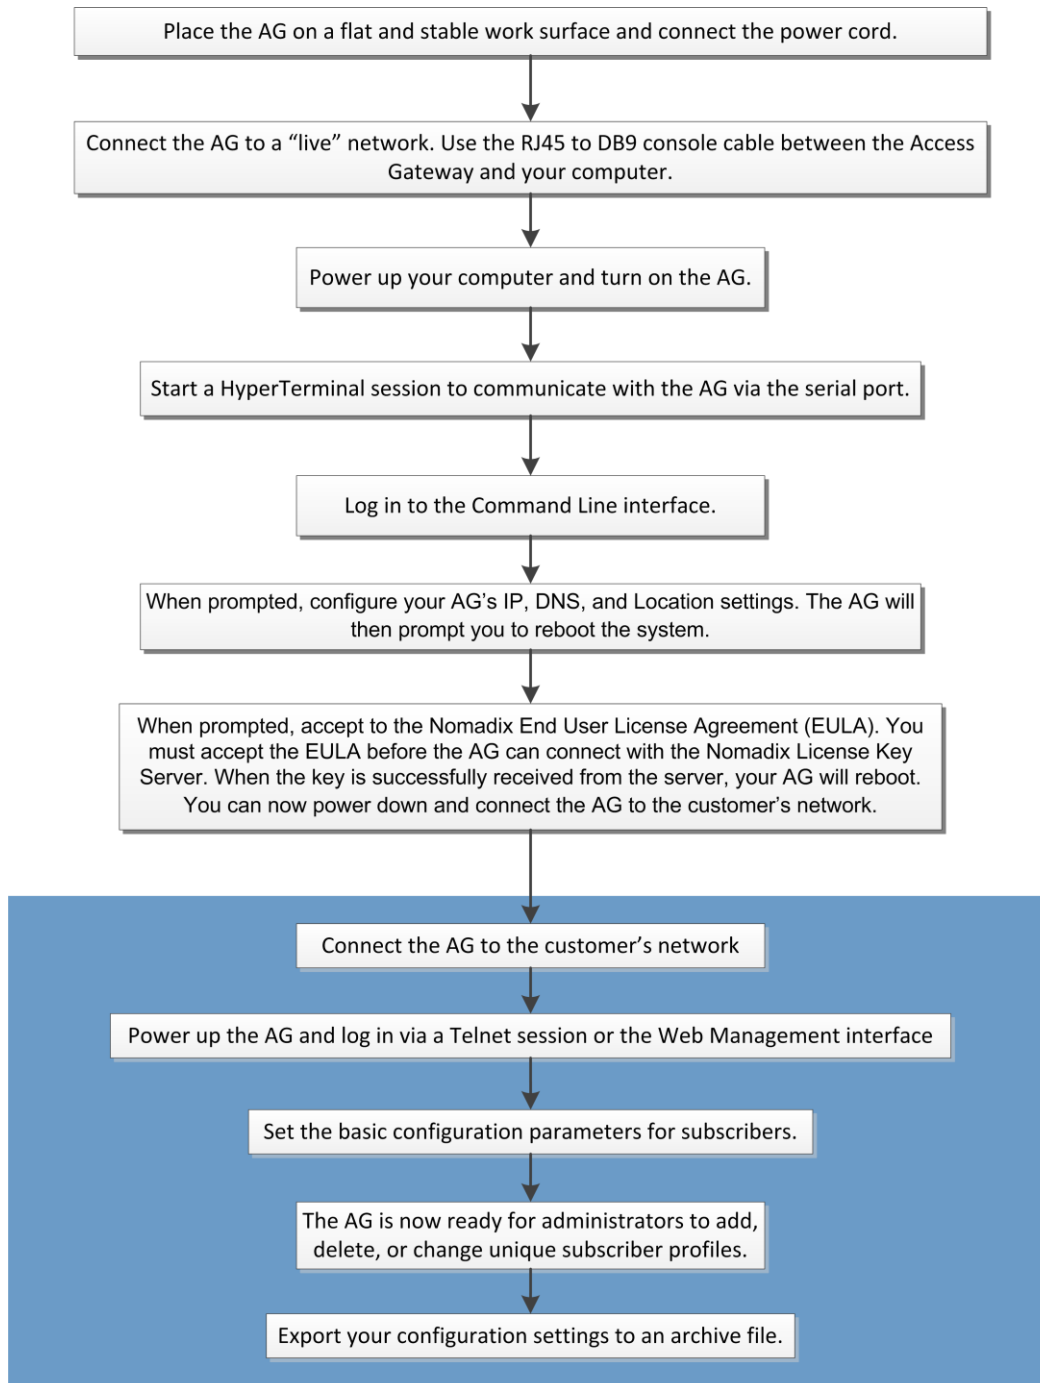 Place the AG on a flat and stable work surface and connect the power cord.
Connect the AG to a “live” network. Use the RJ45 to DB9 console cable between the Access
Gateway and your computer.
Power up your computer and turn on the AG.
Start a HyperTerminal session to communicate with the AG via the serial port.
Log in to the Command Line interface.
When prompted, configure your AG’s IP, DNS, and Location settings. The AG will
then prompt you to reboot the system.
When prompted, accept to the Nomadix End User License Agreement (EULA). You
must accept the EULA before the AG can connect with the Nomadix License Key
Server. When the key is successfully received from the server, your AG will reboot.
You can now power down and connect the AG to the customer’s network.
Connect the AG to the customer’s network
Power up the AG and log in via a Telnet session or the Web Management interface
Set the basic configuration parameters for subscribers.
The AG is now ready for administrators to add,
delete, or change unique subscriber profiles.
Export your configuration settings to an archive file.